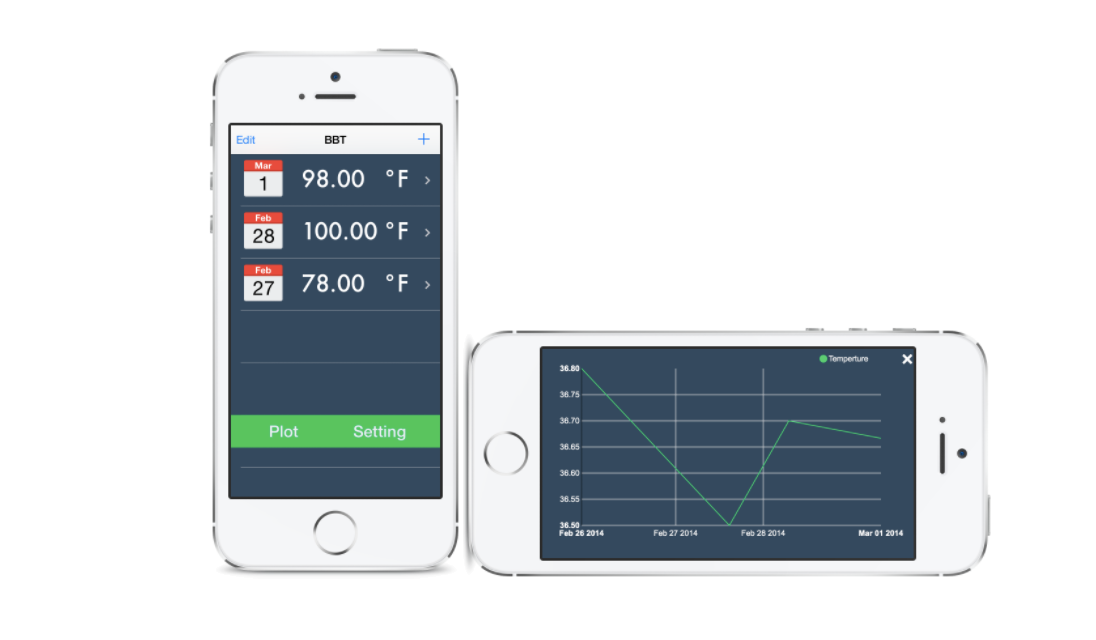 Edit BBT +
Mar
1 98.00 °F >
Feb
28 100.00 °F >
Feb
27 78.00 °F >
Plot Setting
Temperture ×
36.80
36.75
36.70
36.65
36.60
36.55
36.50
Feb 26 2014 Feb 27 2014 Feb 28 2014 Mar 01 2014